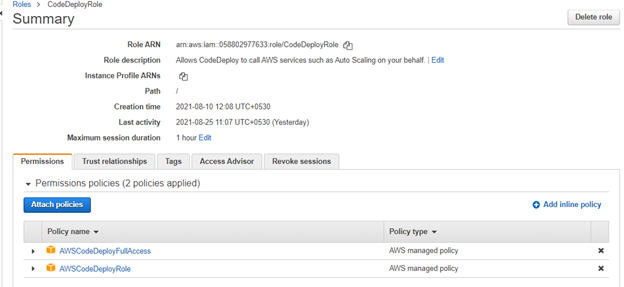 Roles > CodeDeployRole
Summary
Delete role
Role ARN arn:aws:iam::058802977633:role/CodeDeployRole
Role description Allows CodeDeploy to call AWS services such as Auto Scaling on your behalf. | Edit
Instance Profile ARNs
Path /
Creation time 2021-08-10 12:08 UTC+0530
Last activity 2021-08-25 11:07 UTC+0530 (Yesterday)
Maximum session duration 1 hour Edit
Permissions Trust relationships Tags Access Advisor Revoke sessions
Permissions policies (2 policies applied)
Attach policies Add inline policy
Policy name Policy type
AWSCodeDeployFullAccess AWS managed policy
AWSCodeDeployRole AWS managed policy